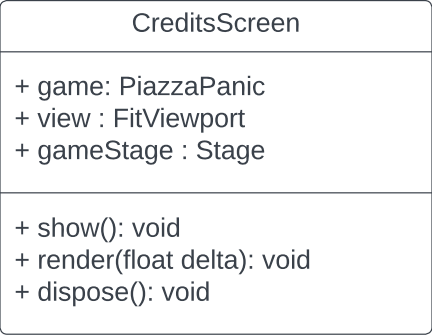 CreditsScreen
+ game: PiazzaPanic
+ view : FitViewport
+ gameStage : Stage
+ show(): void
+ render(float delta): void
+ dispose(): void